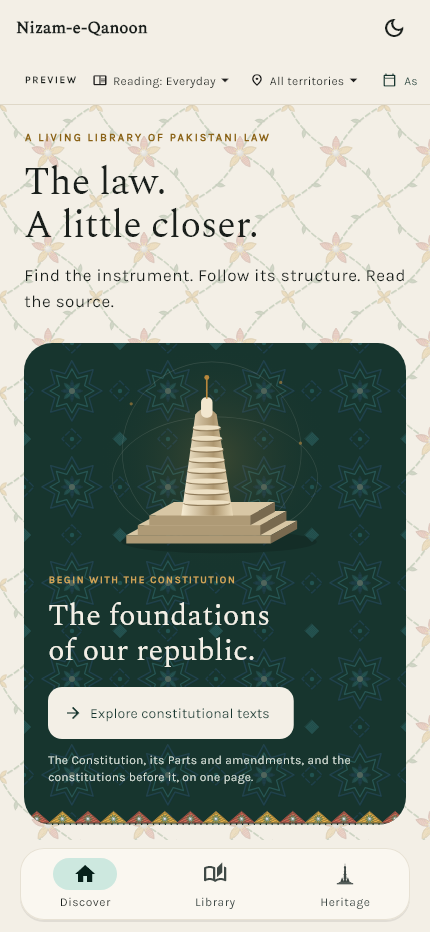 Nizam-e-Qanoon
PREVIEW Reading: Everyday All territories As
A LIVING LIBRARY OF PAKISTANI LAW
The law.
A little closer.
Find the instrument. Follow its structure. Read
the source.
BEGIN WITH THE CONSTITUTION
The foundations
of our republic.
Explore constitutional texts
The Constitution, its Parts and amendments, and the
constitutions before it, on one page.
Discover Library Heritage